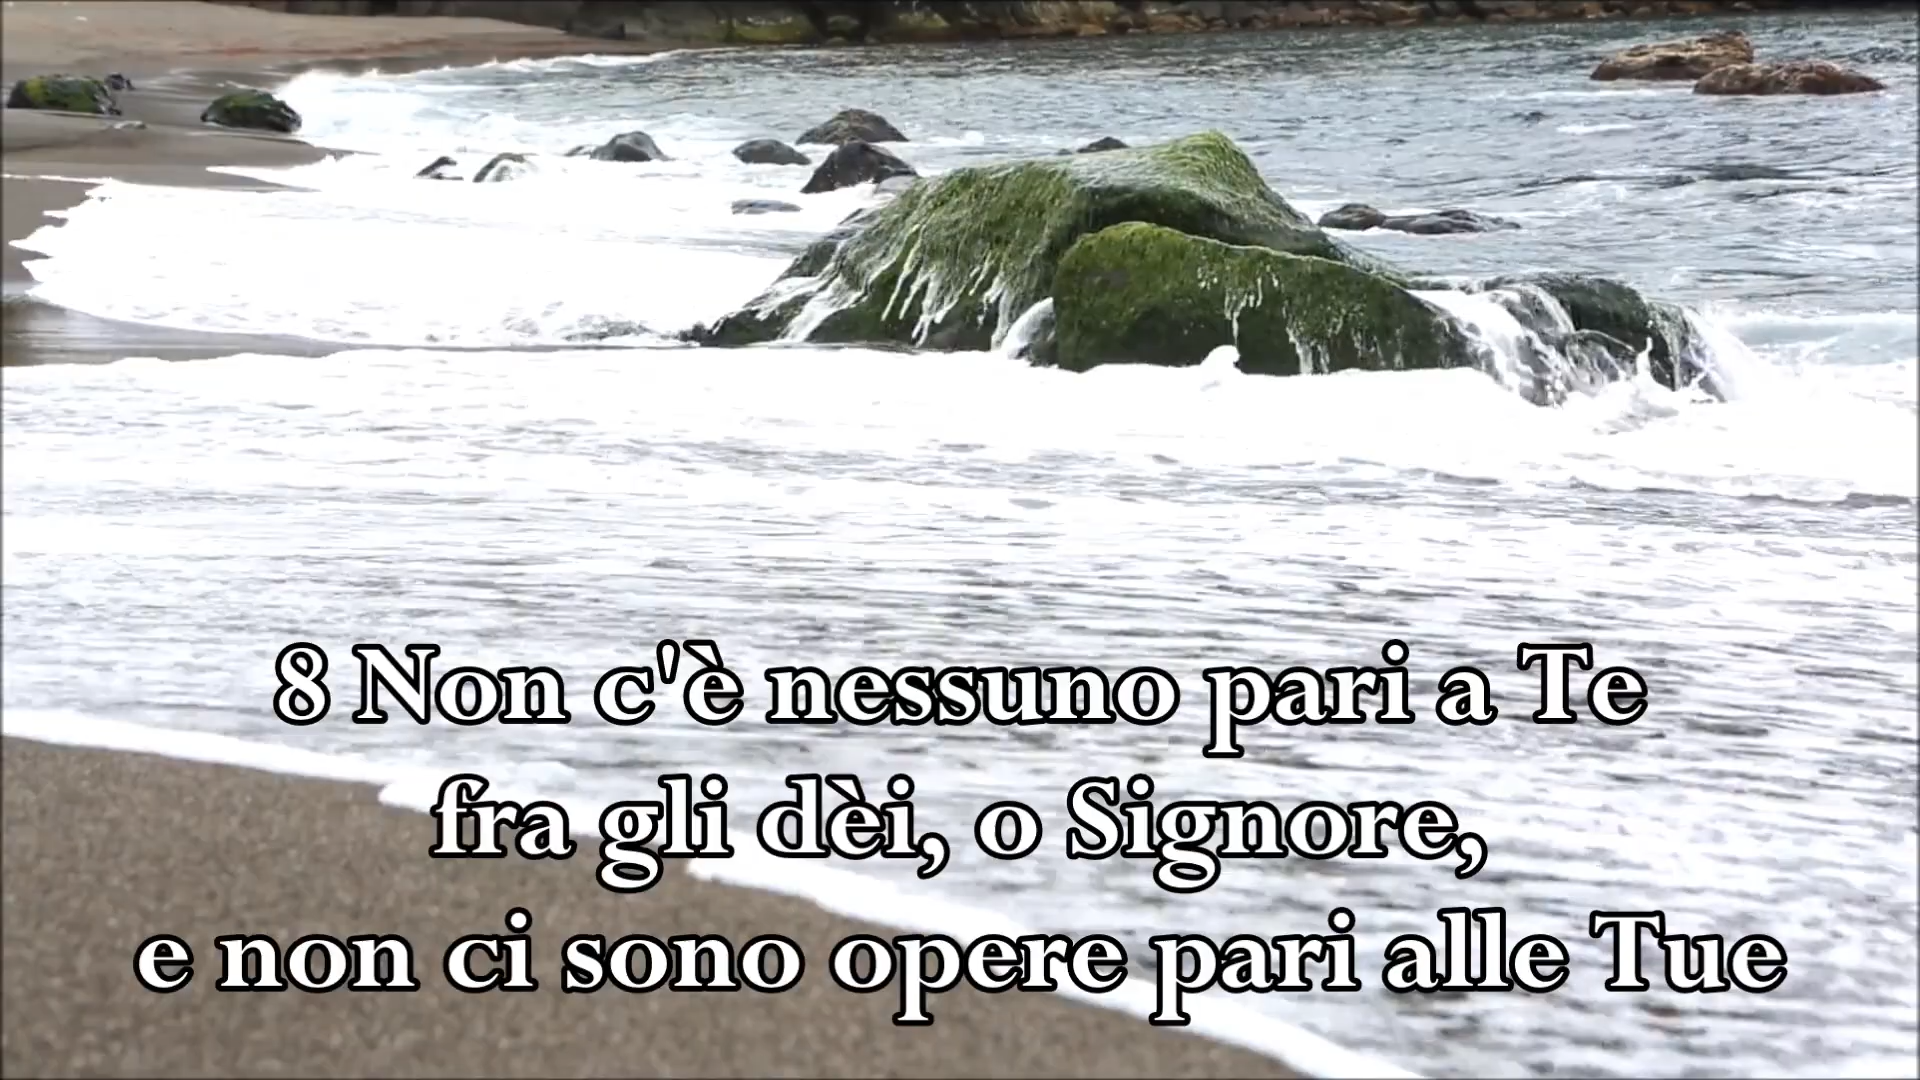 8 Non c'è nessuno pari a Te
fra gli dèi, o Signore,
e non ci sono opere pari alle Tue